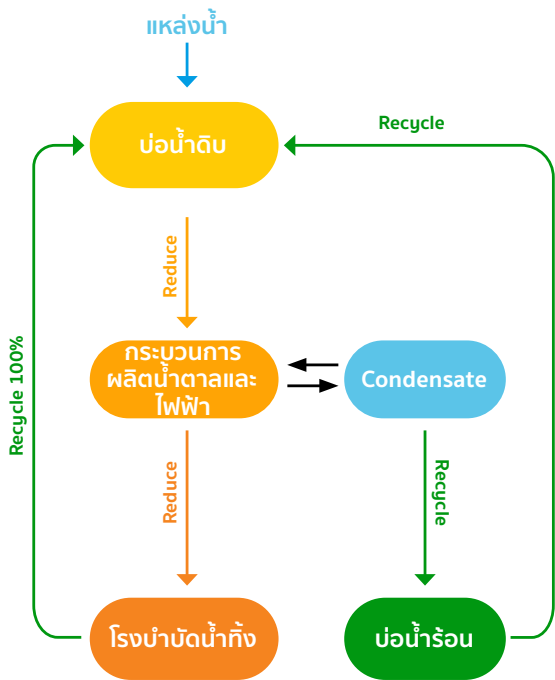 แหล่งน้ำ
Recycle
บ่อน้ำดิบ
Reduce
กระบวนการ
ผลิตน้ำตาลและ
ไฟฟ้า
Condensate
Recycle 100%
Reduce
Recycle
โรงบำบัดน้ำทิ้ง
บ่อน้ำร้อน